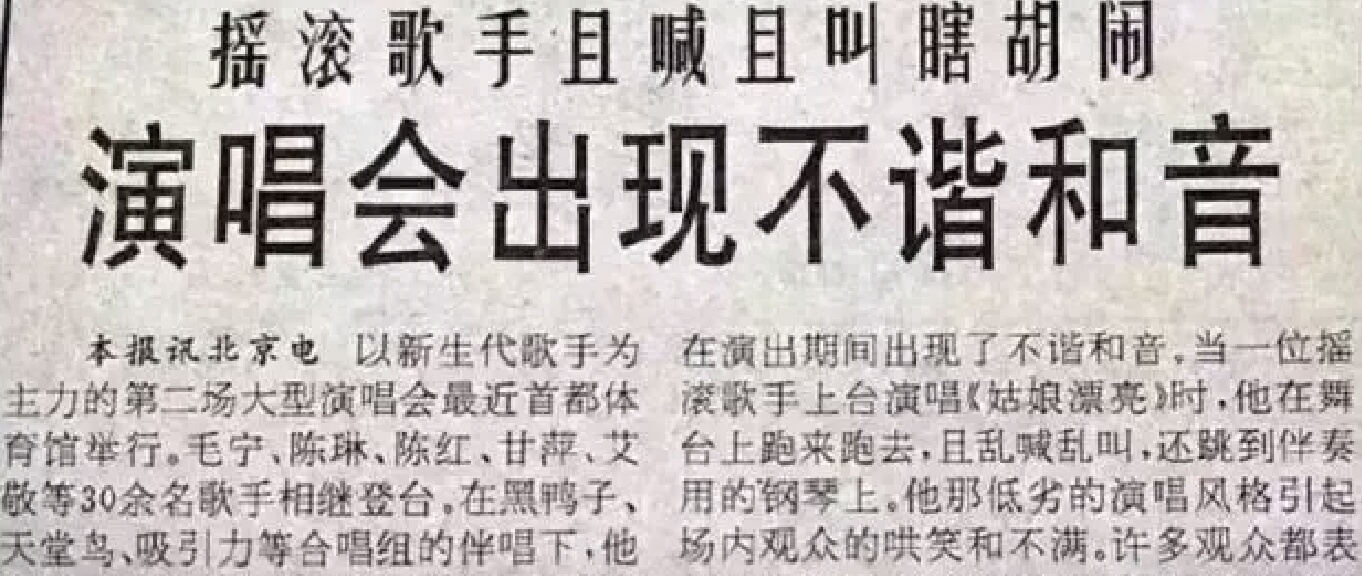 摇滚歌手且喊且叫瞎胡闹
演唱会出现不谐和音
本报讯北京电 以新生代歌手为
主力的第二场大型演唱会最近首都体
育馆举行。毛宁、陈琳、陈红、甘萍、艾
敬等30余名歌手相继登台。在黑鸭子、
天堂鸟、吸引力等合唱组的伴唱下，他
在演出期间出现了不谐和音。当一位摇
滚歌手上台演唱《姑娘漂亮》时，他在舞
台上跑来跑去，且乱喊乱叫，还跳到伴奏
用的钢琴上。他那低劣的演唱风格引起
场内观众的哄笑和不满。许多观众都表